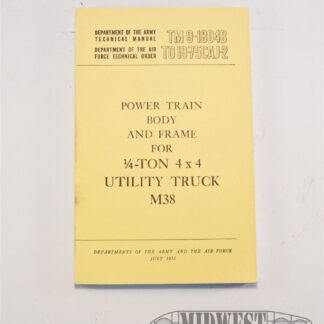 DEPARTMENT OF THE ARMY
TECHNICAL MANUAL
TM 9-1804B
DEPARTMENT OF THE AIR
FORCE TECHNICAL ORDER
TO 19-75CAJ-2
POWER TRAIN
BODY
AND FRAME
FOR
¼-TON 4 x 4
UTILITY TRUCK
M38
DEPARTMENTS OF THE ARMY AND THE AIR FORCE
JULY 1951
MIDWEST